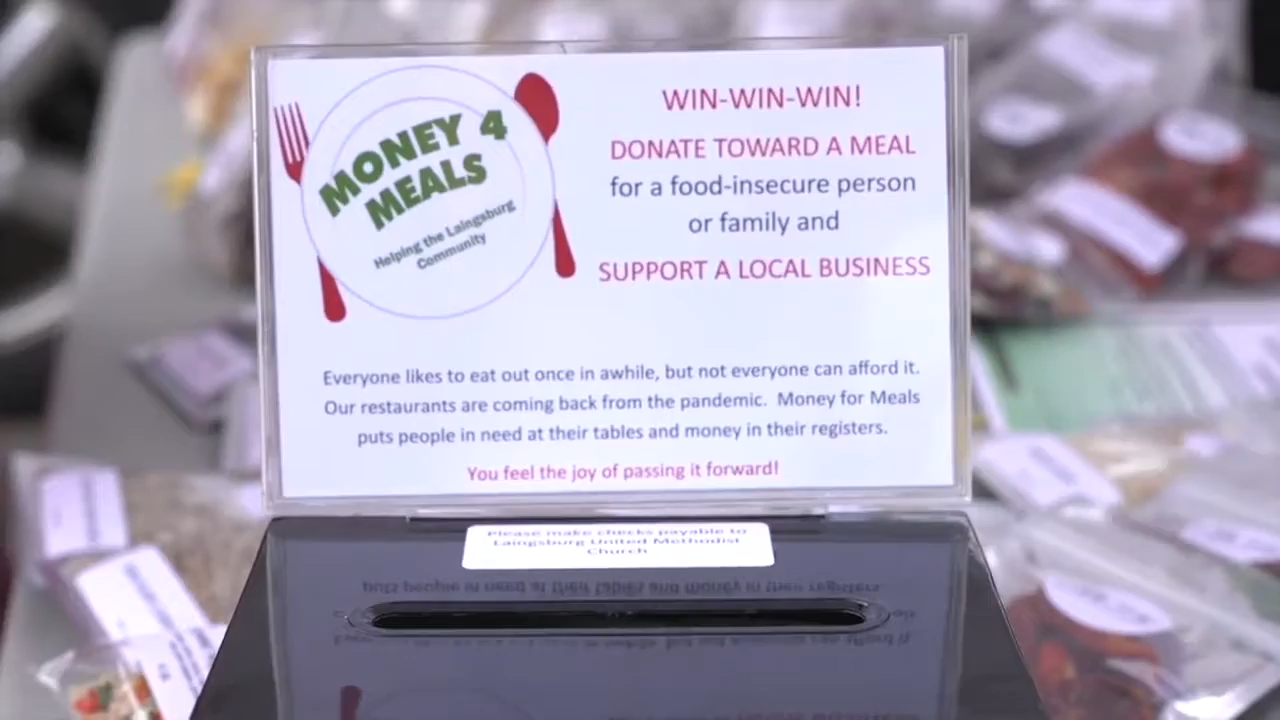 MONEY 4
MEALS
Helping the Laingsburg
Community
WIN-WIN-WIN!
DONATE TOWARD A MEAL
for a food-insecure person
or family and
SUPPORT A LOCAL BUSINESS
Everyone likes to eat out once in awhile, but not everyone can afford it.
Our restaurants are coming back from the pandemic. Money for Meals
puts people in need at their tables and money in their registers.
You feel the joy of passing it forward!
Please make checks payable to
Laingsburg United Methodist
Church